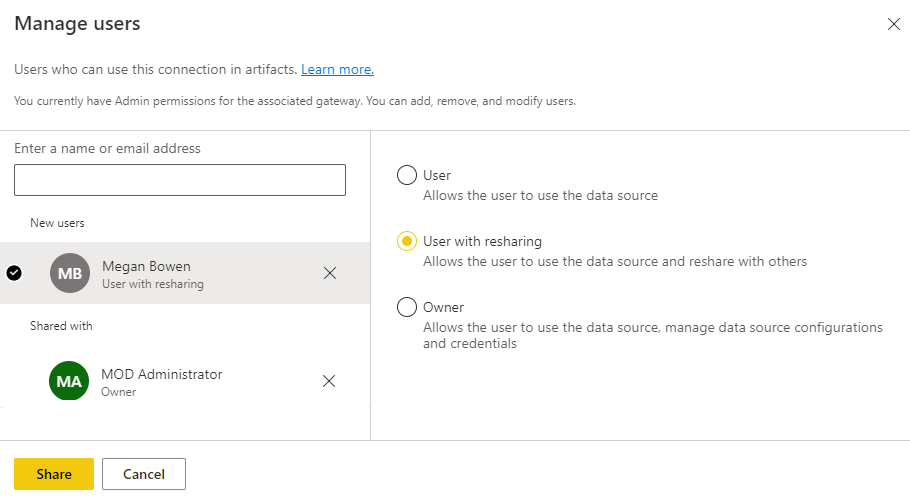 Manage users
Users who can use this connection in artifacts. Learn more.
You currently have Admin permissions for the associated gateway. You can add, remove, and modify users.
Enter a name or email address
New users
MB
Megan Bowen
User with resharing
Shared with
MA
MOD Administrator
Owner
User
Allows the user to use the data source
User with resharing
Allows the user to use the data source and reshare with others
Owner
Allows the user to use the data source, manage data source configurations
and credentials
Share
Cancel